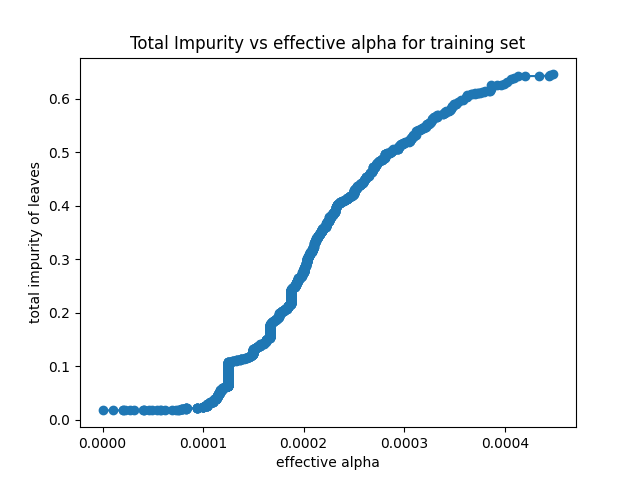 Total Impurity vs effective alpha for training set
total impurity of leaves
0.6
0.5
0.4
0.3
0.2
0.1
0.0
0.0000 0.0001 0.0002 0.0003 0.0004
effective alpha